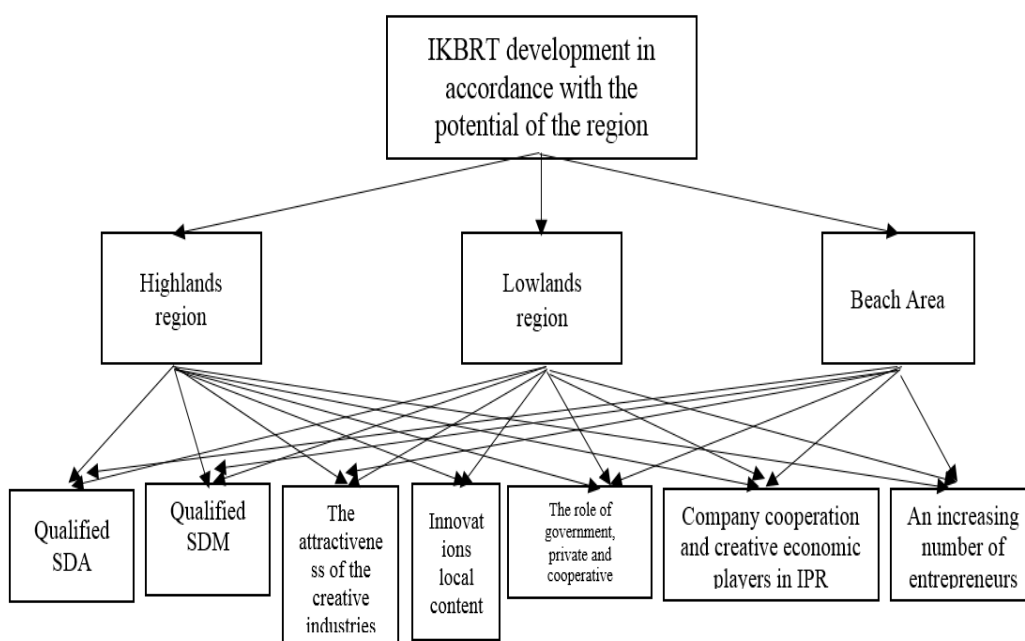 IKBRT development in
accordance with the
potential of the region
Highlands
region
Lowlands
region
Beach Area
Qualified
SDA
Qualified
SDM
The
attractivene
ss of the
creative
industries
Innovat
ions
local
content
The role of
government,
private and
cooperative
Company cooperation
and creative economic
players in IPR
An increasing
number of
entrepreneurs